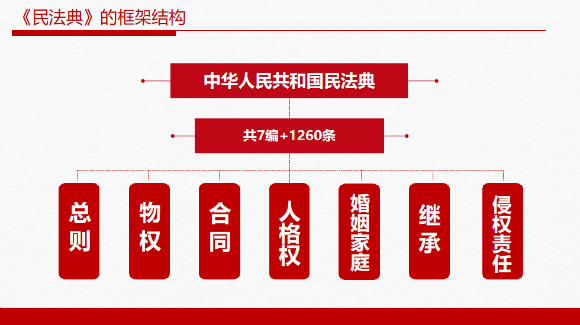 《民法典》的框架结构
中华人民共和国民法典
共7编+1260条
总则
物权
合同
人格权
婚姻家庭
继承
侵权责任